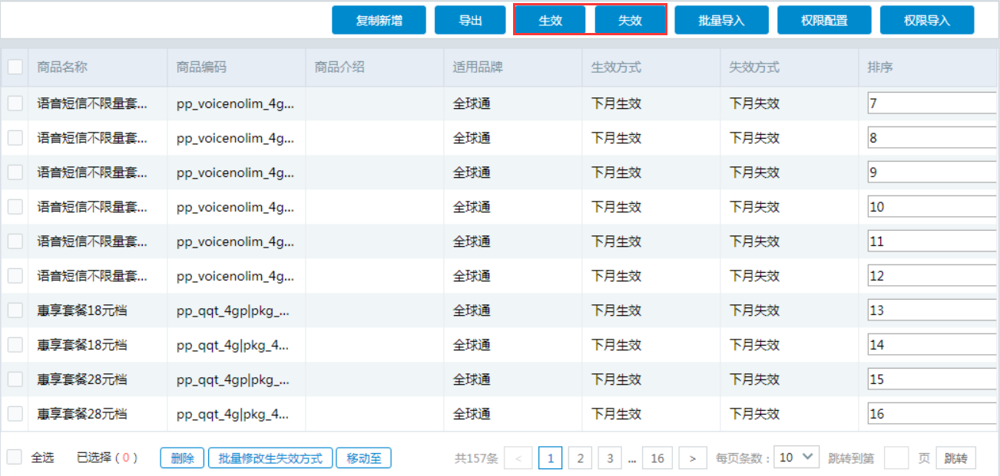 复制新增 导出 生效 失效 批量导入 权限配置 权限导入
商品名称 商品编码 商品介绍 适用品牌 生效方式 失效方式 排序
语音短信不限量套... pp_voicenolim_4g... 全球通 下月生效 下月失效 7
语音短信不限量套... pp_voicenolim_4g... 全球通 下月生效 下月失效 8
语音短信不限量套... pp_voicenolim_4g... 全球通 下月生效 下月失效 9
语音短信不限量套... pp_voicenolim_4g... 全球通 下月生效 下月失效 10
语音短信不限量套... pp_voicenolim_4g... 全球通 下月生效 下月失效 11
语音短信不限量套... pp_voicenolim_4g... 全球通 下月生效 下月失效 12
惠享套餐18元档 pp_qqt_4gp|pkg_... 全球通 下月生效 下月失效 13
惠享套餐18元档 pp_qqt_4g|pkg_4... 全球通 下月生效 下月失效 14
惠享套餐28元档 pp_qqt_4gp|pkg_... 全球通 下月生效 下月失效 15
惠享套餐28元档 pp_qqt_4g|pkg_4... 全球通 下月生效 下月失效 16
全选 已选择 ( 0 ) 删除 批量修改生失效方式 移动至 共157条 < 1 2 3 ... 16 > 每页条数 : 10 跳转到第 页 跳转